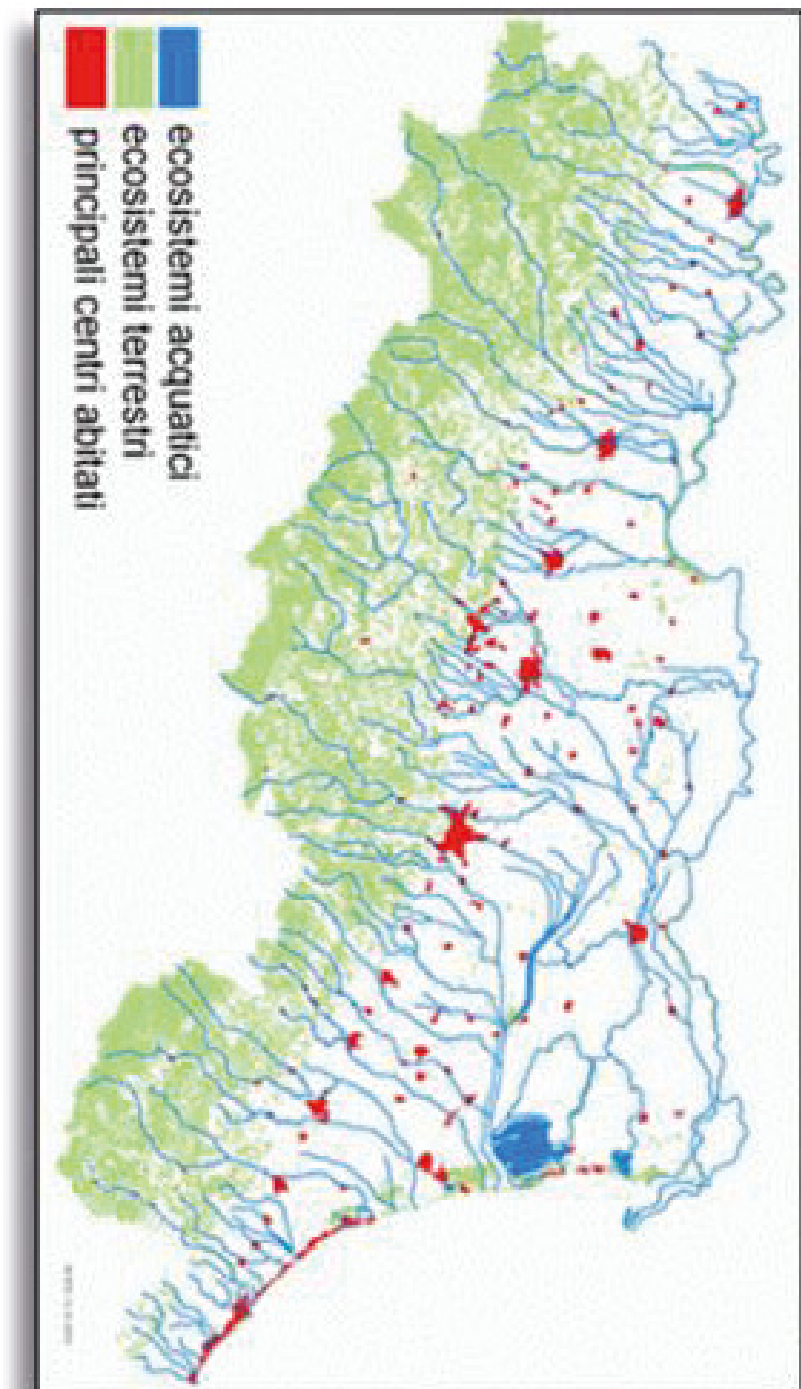 ecosistemi acquatici
ecosistemi terrestri
principali centri abitati